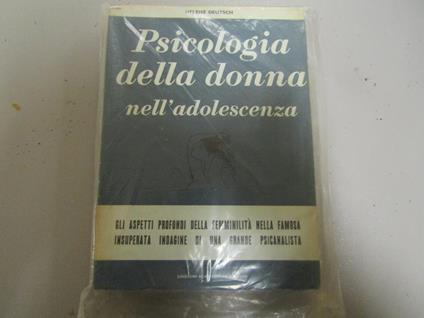 HELENE DEUTSCH
Psicologia
della donna
nell'adolescenza
GLI ASPETTI PROFONDI DELLA FEMMINILITÀ NELLA FAMOSA
INSUPERATA INDAGINE DI UNA GRANDE PSICANALISTA